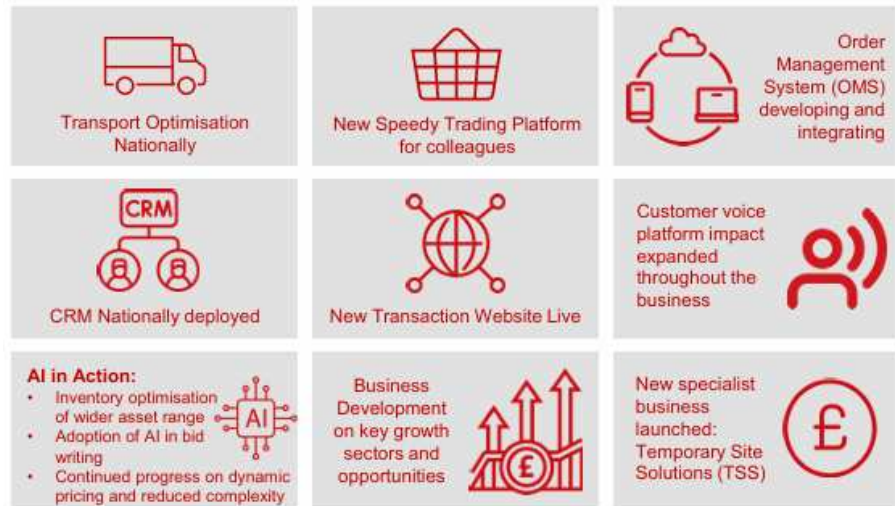 Transport Optimisation
Nationally
New Speedy Trading Platform
for colleagues
Order
Management
System (OMS)
developing and
integrating
CRM
CRM Nationally deployed
New Transaction Website Live
Customer voice
platform impact
expanded
throughout the
business
AI in Action:
• Inventory optimisation
of wider asset range
• Adoption of AI in bid
writing
• Continued progress on dynamic
pricing and reduced complexity
AI
Business
Development
on key growth
sectors and
opportunities
£
New specialist
business
launched:
Temporary Site
Solutions (TSS)
£